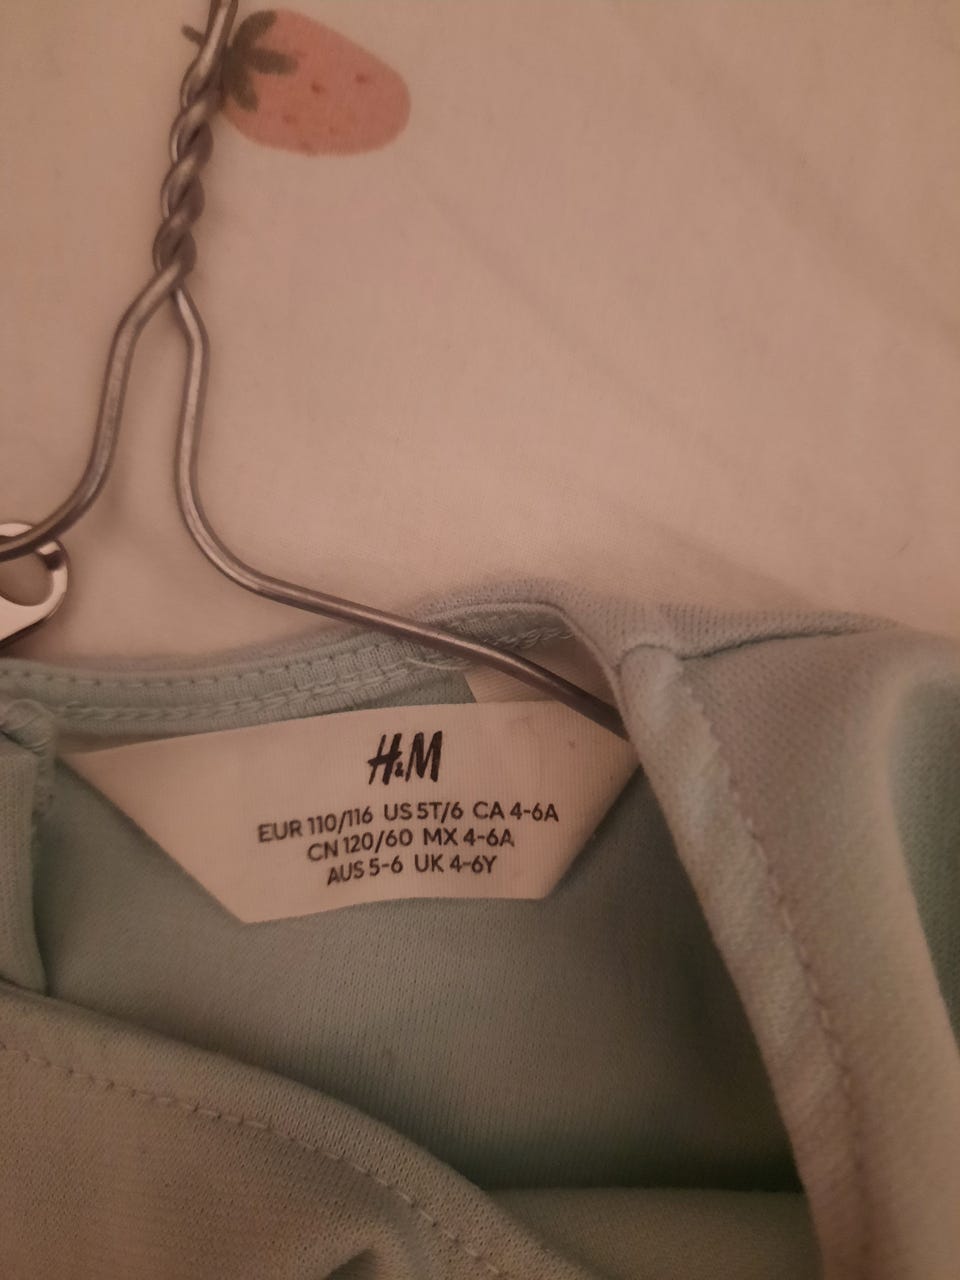 H&M
EUR 110/116 US 5T/6 CA 4-6A
CN 120/60 MX 4-6A
AUS 5-6 UK 4-6Y